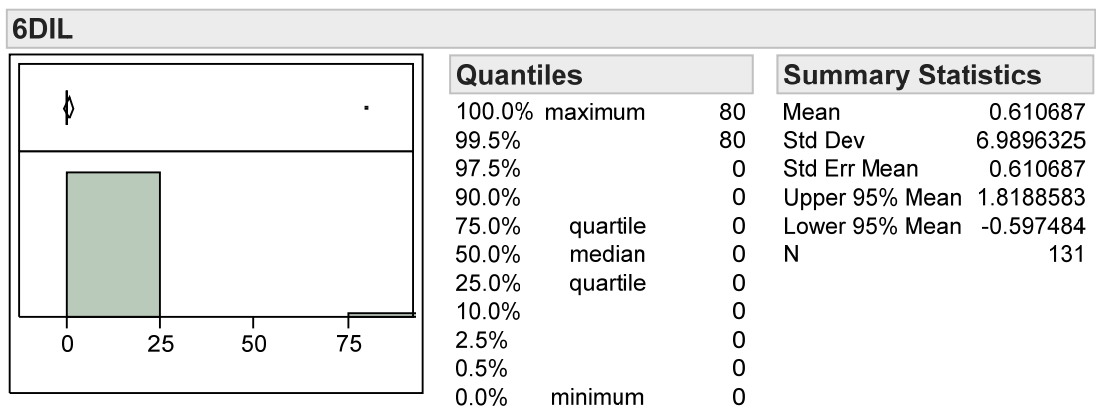 6DIL
0 25 50 75
Quantiles
100.0% maximum 80
99.5% 80
97.5% 0
90.0% 0
75.0% quartile 0
50.0% median 0
25.0% quartile 0
10.0% 0
2.5% 0
0.5% 0
0.0% minimum 0
Summary Statistics
Mean 0.610687
Std Dev 6.9896325
Std Err Mean 0.610687
Upper 95% Mean 1.8188583
Lower 95% Mean -0.597484
N 131